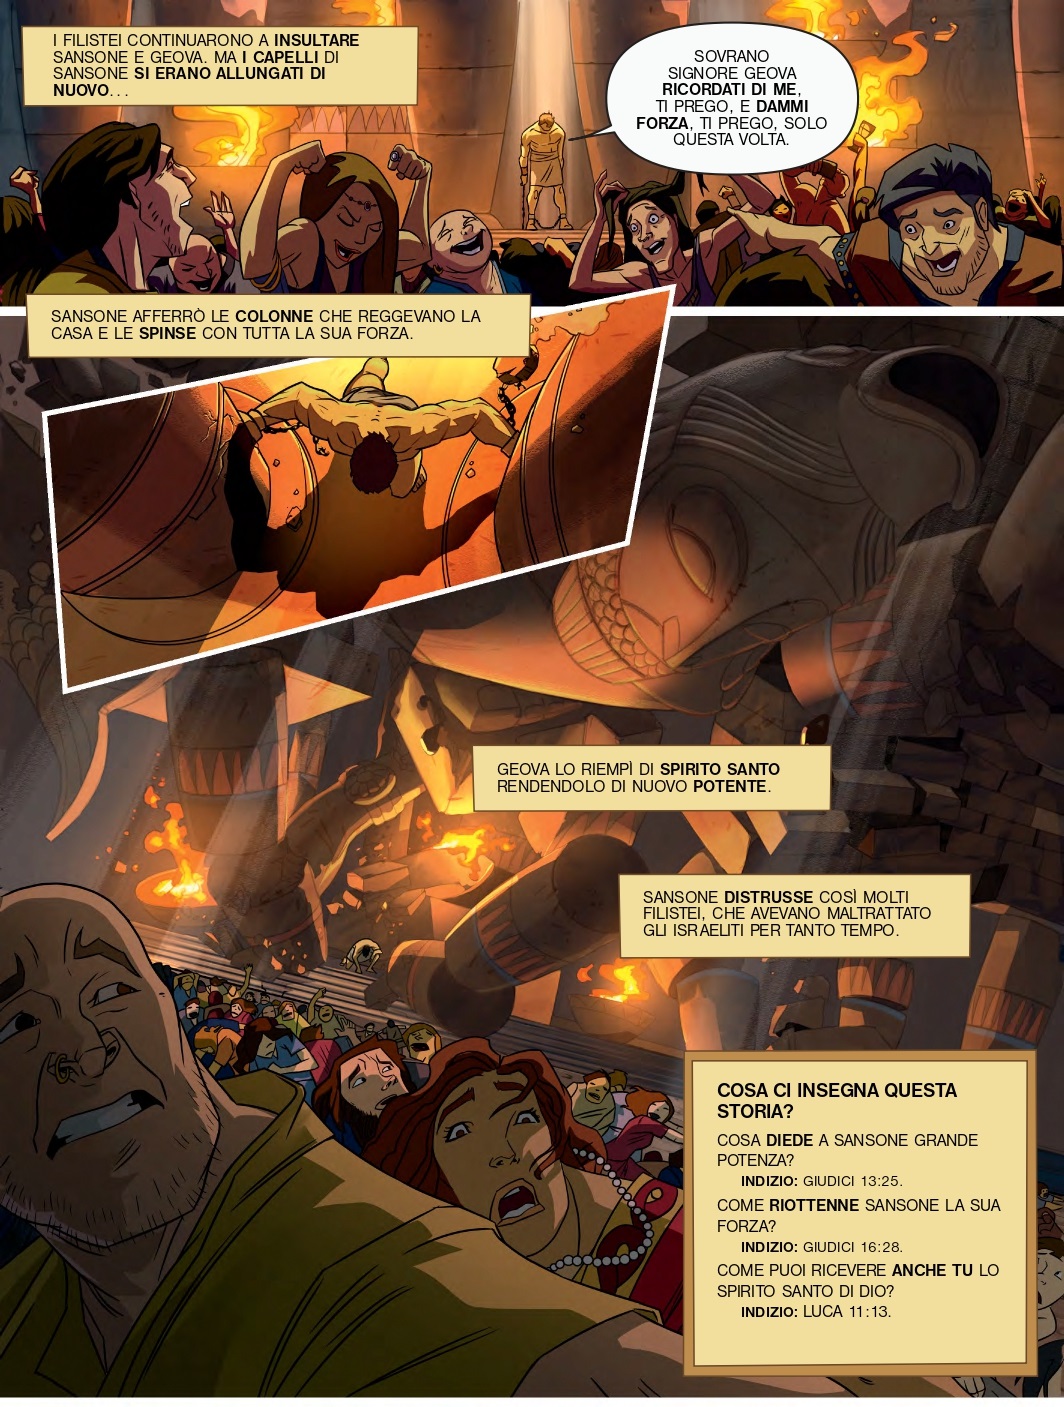 I FILISTEI CONTINUARONO A INSULTARE
SANSONE E GEOVA. MA I CAPELLI DI
SANSONE SI ERANO ALLUNGATI DI
NUOVO...
SOVRANO
SIGNORE GEOVA
RICORDATI DI ME,
TI PREGO, E DAMMI
FORZA, TI PREGO, SOLO
QUESTA VOLTA.
SANSONE AFFERRÒ LE COLONNE CHE REGGEVANO LA
CASA E LE SPINSE CON TUTTA LA SUA FORZA.
GEOVA LO RIEMPÌ DI SPIRITO SANTO
RENDENDOLO DI NUOVO POTENTE.
SANSONE DISTRUSSE COSÌ MOLTI
FILISTEI, CHE AVEVANO MALTRATTATO
GLI ISRAELITI PER TANTO TEMPO.
COSA CI INSEGNA QUESTA
STORIA?
COSA DIEDE A SANSONE GRANDE
POTENZA?
INDIZIO: GIUDICI 13:25.
COME RIOTTENNE SANSONE LA SUA
FORZA?
INDIZIO: GIUDICI 16:28.
COME PUOI RICEVERE ANCHE TU LO
SPIRITO SANTO DI DIO?
INDIZIO: LUCA 11:13.